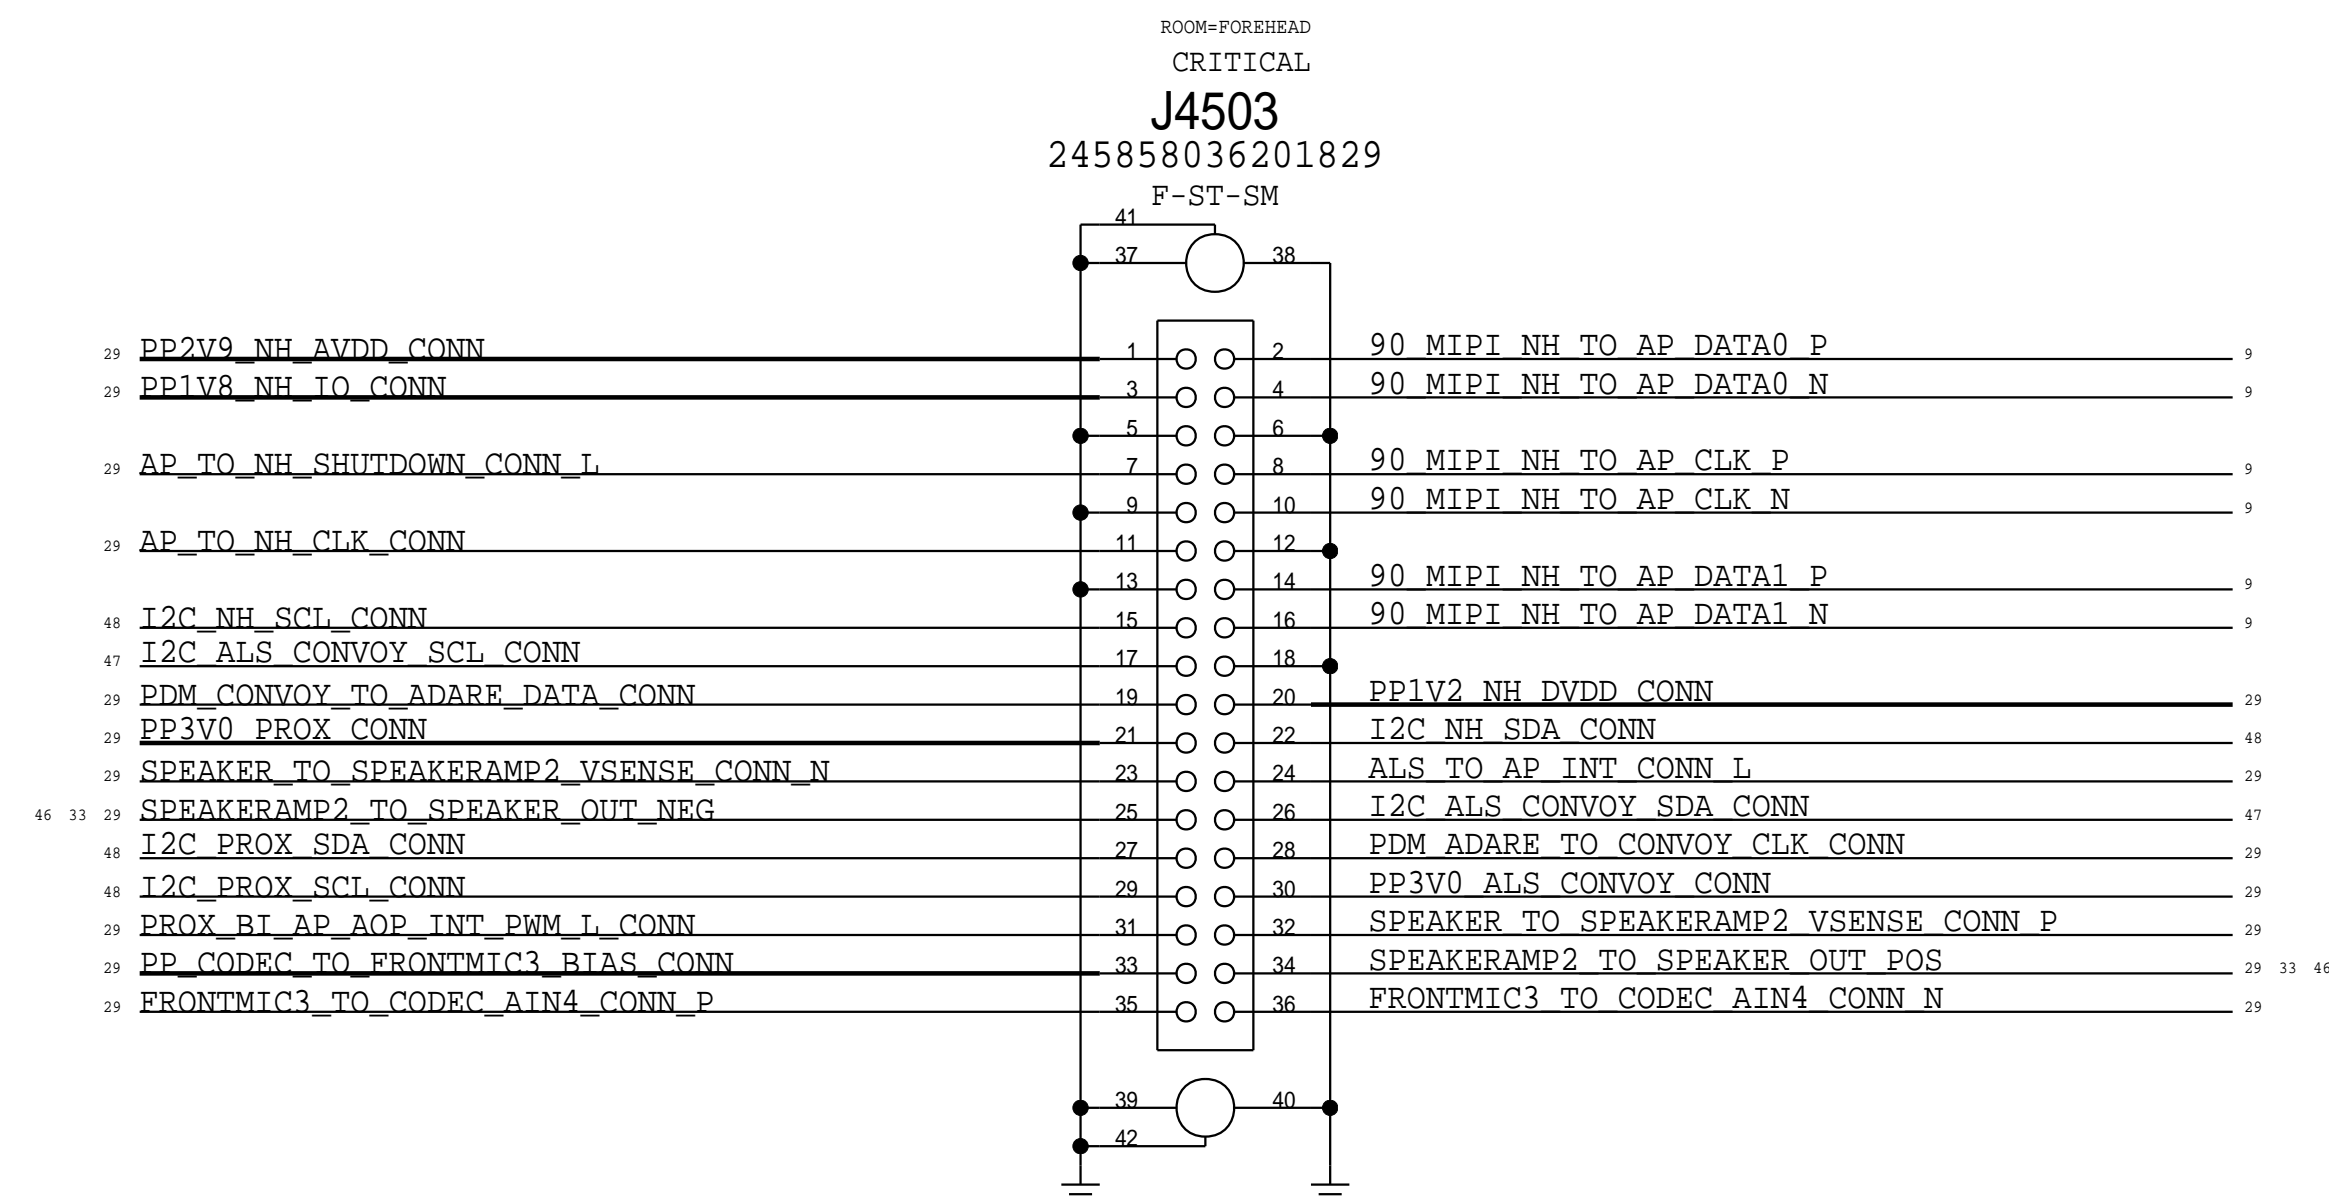 ROOM=FOREHEAD
CRITICAL
J4503
245858036201829
F-ST-SM
41
37 38
29 PP2V9_NH_AVDD_CONN 1 2 90_MIPI_NH_TO_AP_DATA0_P 9
29 PP1V8_NH_IO_CONN 3 4 90_MIPI_NH_TO_AP_DATA0_N 9
5 6
29 AP_TO_NH_SHUTDOWN_CONN_L 7 8 90_MIPI_NH_TO_AP_CLK_P 9
9 10 90_MIPI_NH_TO_AP_CLK_N 9
29 AP_TO_NH_CLK_CONN 11 12
13 14 90_MIPI_NH_TO_AP_DATA1_P 9
48 I2C_NH_SCL_CONN 15 16 90_MIPI_NH_TO_AP_DATA1_N 9
47 I2C_ALS_CONVOY_SCL_CONN 17 18
29 PDM_CONVOY_TO_ADARE_DATA_CONN 19 20 PP1V2_NH_DVDD_CONN 29
29 PP3V0_PROX_CONN 21 22 I2C_NH_SDA_CONN 48
29 SPEAKER_TO_SPEAKERAMP2_VSENSE_CONN_N 23 24 ALS_TO_AP_INT_CONN_L 29
46 33 29 SPEAKERAMP2_TO_SPEAKER_OUT_NEG 25 26 I2C_ALS_CONVOY_SDA_CONN 47
48 I2C_PROX_SDA_CONN 27 28 PDM_ADARE_TO_CONVOY_CLK_CONN 29
48 I2C_PROX_SCL_CONN 29 30 PP3V0_ALS_CONVOY_CONN 29
29 PROX_BI_AP_AOP_INT_PWM_L_CONN 31 32 SPEAKER_TO_SPEAKERAMP2_VSENSE_CONN_P 29
29 PP_CODEC_TO_FRONTMIC3_BIAS_CONN 33 34 SPEAKERAMP2_TO_SPEAKER_OUT_POS 29 33 46
29 FRONTMIC3_TO_CODEC_AIN4_CONN_P 35 36 FRONTMIC3_TO_CODEC_AIN4_CONN_N 29
39 40
42